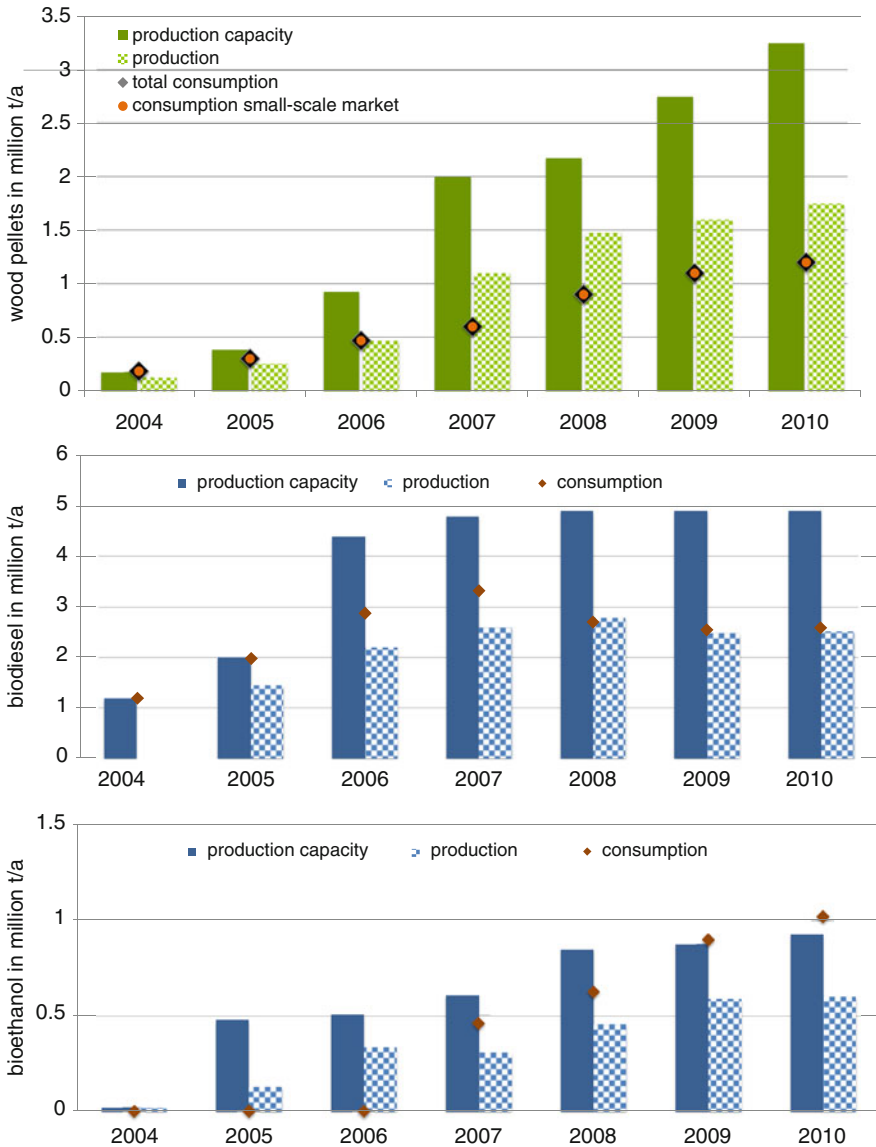 wood pellets in million t/a
3.5
3
2.5
2
1.5
1
0.5
0
production capacity
production
total consumption
consumption small-scale market
2004 2005 2006 2007 2008 2009 2010
biodiesel in million t/a
6
5
4
3
2
1
0
production capacity production consumption
2004 2005 2006 2007 2008 2009 2010
bioethanol in million t/a
1.5
1
0.5
0
production capacity production consumption
2004 2005 2006 2007 2008 2009 2010